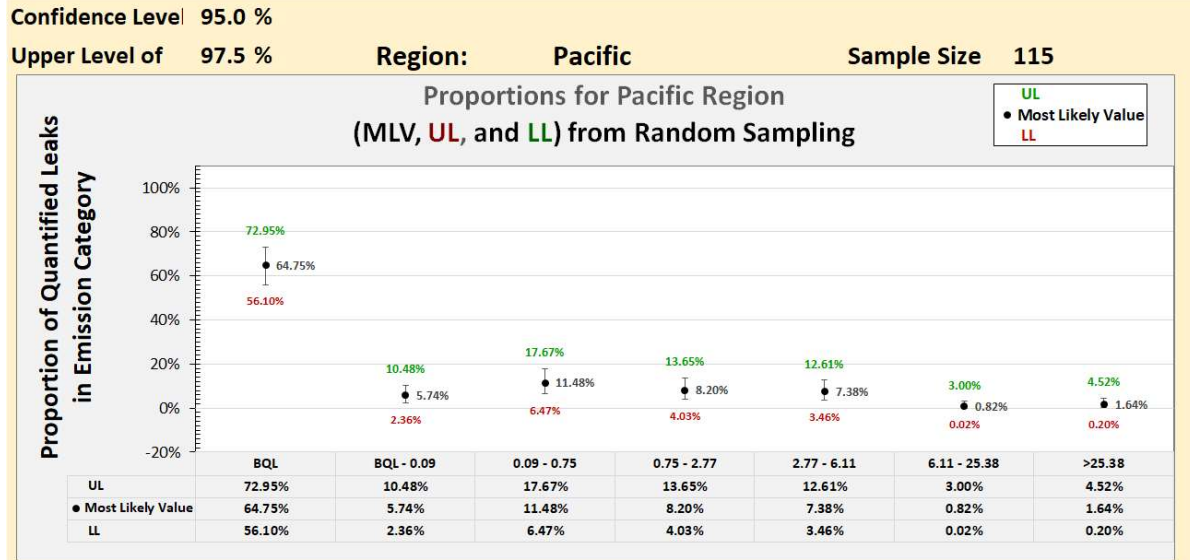 Confidence Level 95.0 %
Upper Level of 97.5 % Region: Pacific Sample Size 115
Proportions for Pacific Region
(MLV, UL, and LL) from Random Sampling
UL
● Most Likely Value
LL
Proportion of Quantified Leaks
in Emission Category
100%
80%
60%
40%
20%
0%
-20%
72.95%
64.75%
56.10%
10.48%
5.74%
2.36%
17.67%
11.48%
6.47%
13.65%
8.20%
4.03%
12.61%
7.38%
3.46%
3.00%
0.82%
0.02%
4.52%
1.64%
0.20%
BQL BQL - 0.09 0.09 - 0.75 0.75 - 2.77 2.77 - 6.11 6.11 - 25.38 >25.38
UL 72.95% 10.48% 17.67% 13.65% 12.61% 3.00% 4.52%
● Most Likely Value 64.75% 5.74% 11.48% 8.20% 7.38% 0.82% 1.64%
LL 56.10% 2.36% 6.47% 4.03% 3.46% 0.02% 0.20%